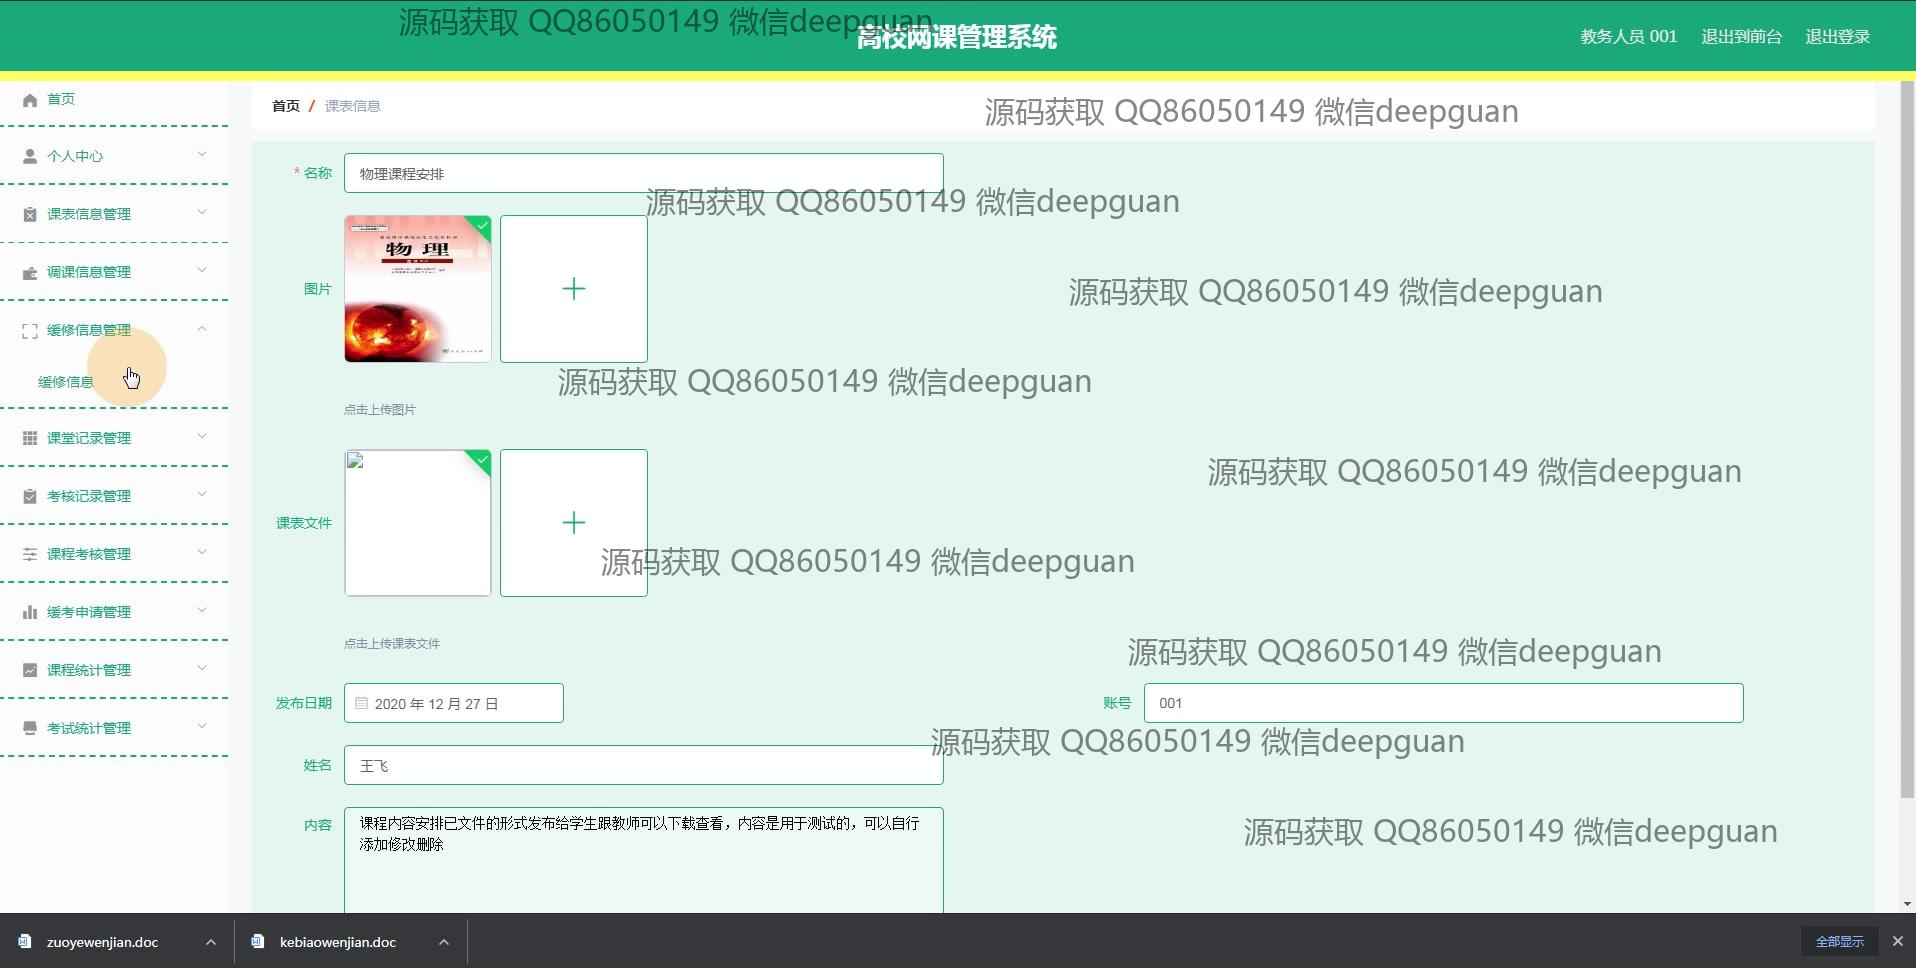 源码获取 QQ86050149 微信deepguan
高校网课管理系统
教务人员 001 退出到前台 退出登录
首页
个人中心
课表信息管理
调课信息管理
缓修信息管理
缓修信息
课堂记录管理
考核记录管理
课程考核管理
缓考申请管理
课程统计管理
考试统计管理
首页 / 课表信息
源码获取 QQ86050149 微信deepguan
* 名称 物理课程安排
源码获取 QQ86050149 微信deepguan
图片
物理
源码获取 QQ86050149 微信deepguan
源码获取 QQ86050149 微信deepguan
点击上传图片
源码获取 QQ86050149 微信deepguan
课表文件
源码获取 QQ86050149 微信deepguan
点击上传课表文件
源码获取 QQ86050149 微信deepguan
发布日期 2020 年 12 月 27 日 账号 001
源码获取 QQ86050149 微信deepguan
姓名 王飞
内容 课程内容安排已文件的形式发布给学生跟教师可以下载查看，内容是用于测试的，可以自行
添加修改删除
源码获取 QQ86050149 微信deepguan
zuoyewenjian.doc kebiaowenjian.doc 全部显示